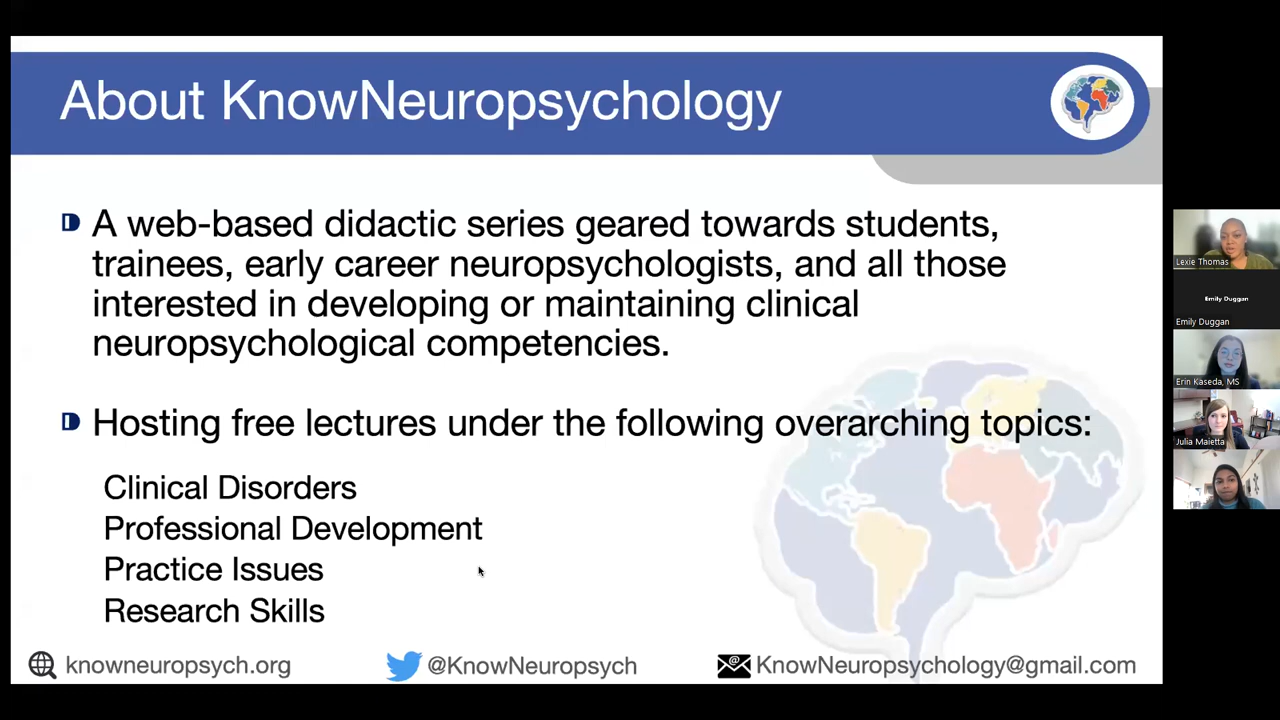 About KnowNeuropsychology
A web-based didactic series geared towards students,
trainees, early career neuropsychologists, and all those
interested in developing or maintaining clinical
neuropsychological competencies.
Hosting free lectures under the following overarching topics:
Clinical Disorders
Professional Development
Practice Issues
Research Skills
knowneuropsych.org
@KnowNeuropsych
KnowNeuropsychology@gmail.com
Lexie Thomas
Emily Duggan
Emily Duggan
Erin Kaseda, MS
Julia Maietta